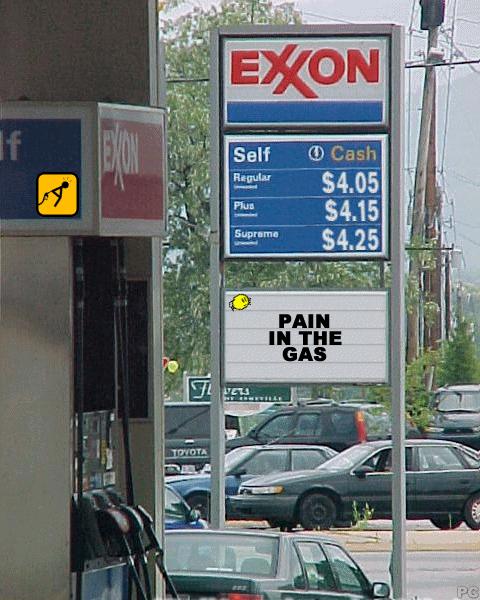 EXXON
Self Cash
Regular
Unleaded
$4.05
Plus
Unleaded
$4.15
Supreme
Unleaded
$4.25
PAIN
IN THE
GAS
lf
EXXON
TOYOTA
PC